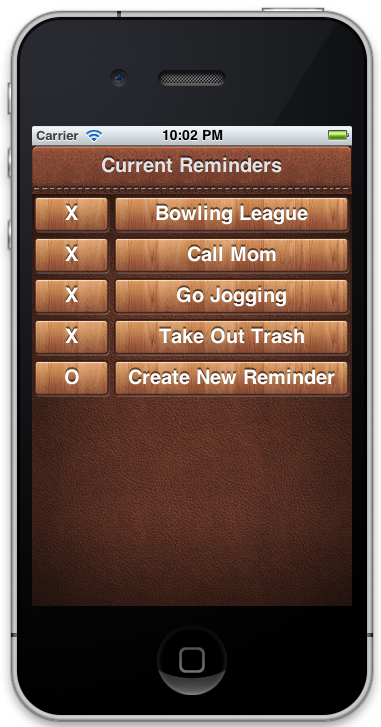 Carrier 10:02 PM
Current Reminders
X Bowling League
X Call Mom
X Go Jogging
X Take Out Trash
O Create New Reminder